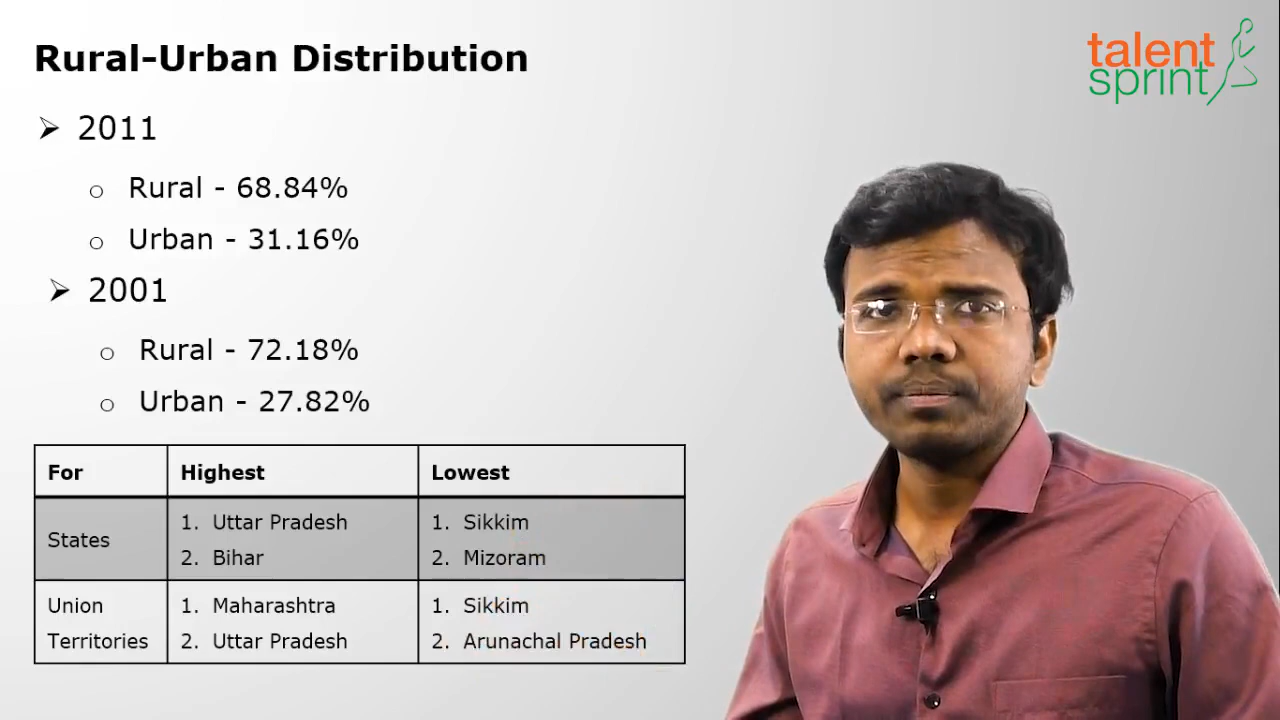 Rural-Urban Distribution
talent
sprint
➢ 2011
o Rural - 68.84%
o Urban - 31.16%
➢ 2001
o Rural - 72.18%
o Urban - 27.82%
For Highest Lowest
States 1. Uttar Pradesh 2. Bihar 1. Sikkim 2. Mizoram
Union Territories 1. Maharashtra 2. Uttar Pradesh 1. Sikkim 2. Arunachal Pradesh